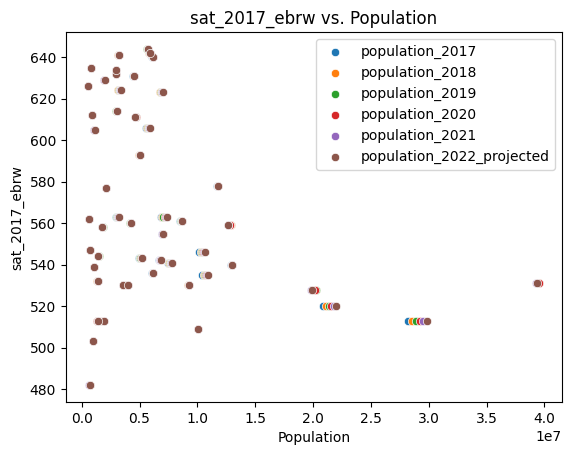 sat_2017_ebrw vs. Population
population_2017
population_2018
population_2019
population_2020
population_2021
population_2022_projected
sat_2017_ebrw
640
620
600
580
560
540
520
500
480
0.0 0.5 1.0 1.5 2.0 2.5 3.0 3.5 4.0
1e7
Population